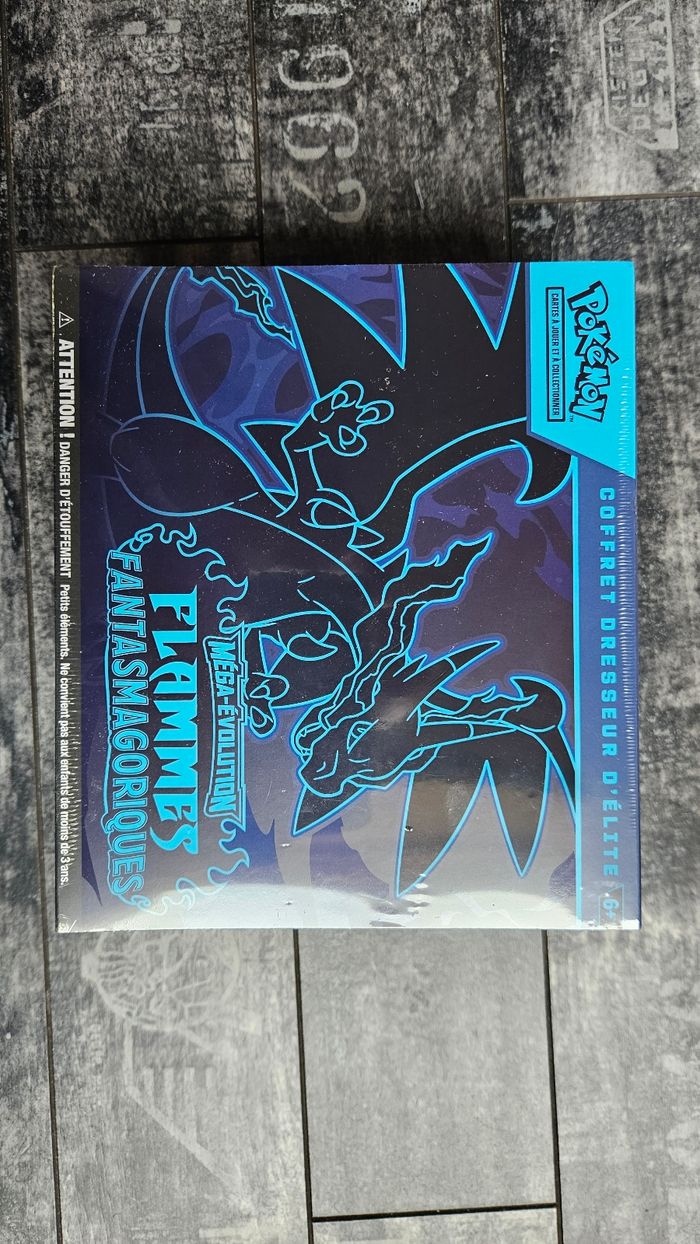 Pokémon
CARTES À JOUER ET À COLLECTIONNER
COFFRET DRESSEUR D'ÉLITE 6+
MÉGA-ÉVOLUTION
FLAMMES
FANTASMAGORIQUES
⚠ ATTENTION ! DANGER D'ÉTOUFFEMENT Petits éléments. Ne convient pas aux enfants de moins de 3 ans.
1962